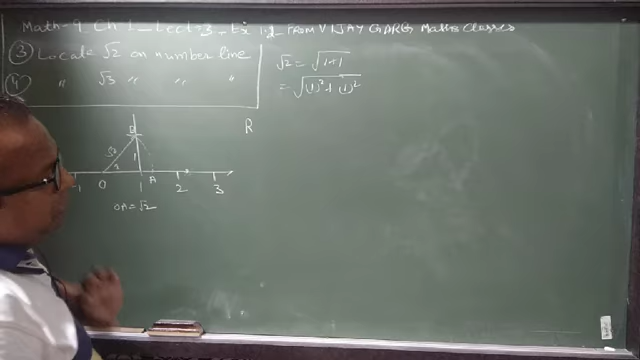 Math-9 Ch 1 - Lect-3, Ex 1.1 - FROM VIJAY GARG Maths Classes
③ Locate √2 on number line
④ " √3 " " "
√2 = √1+1
= √(1)²+(1)²
R
B
√2
1
-1 0 1 A 2 3
OA = √2